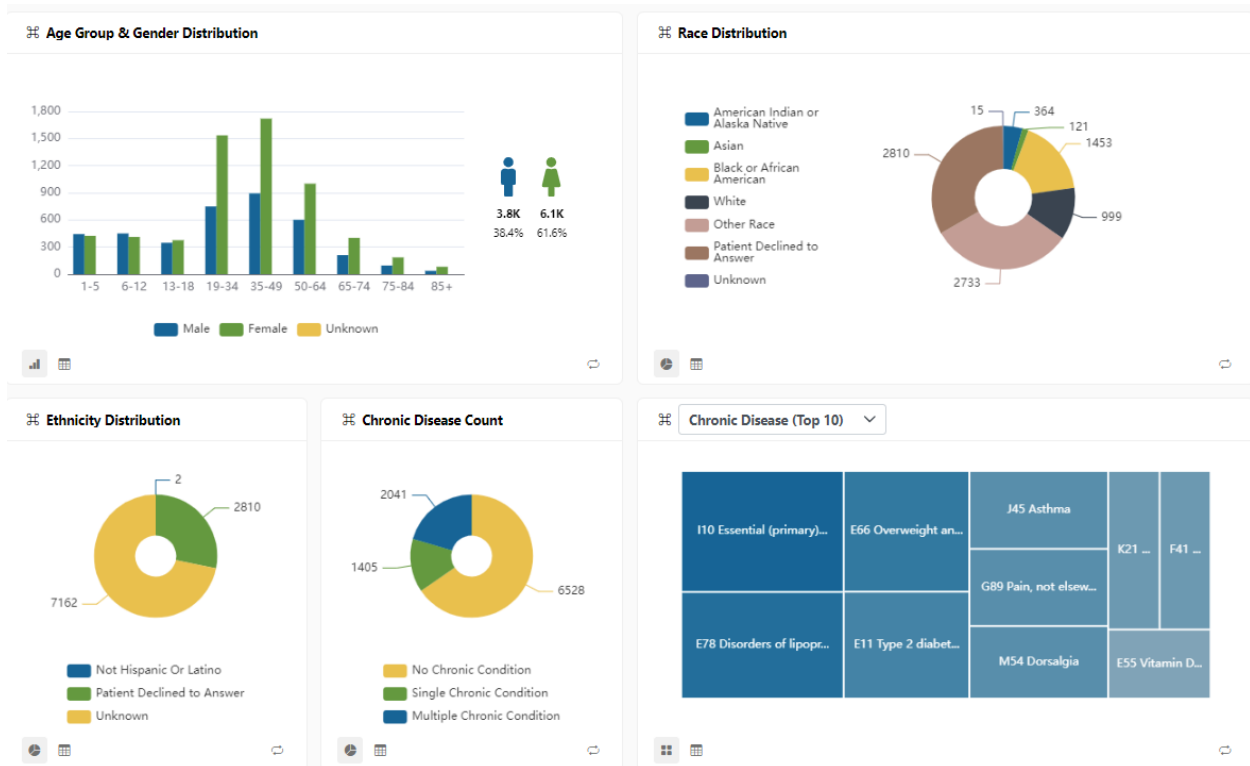 Age Group & Gender Distribution
1,800
1,500
1,200
900
600
300
0
1-5 6-12 13-18 19-34 35-49 50-64 65-74 75-84 85+
Male Female Unknown
3.8K 6.1K
38.4% 61.6%
Race Distribution
American Indian or
Alaska Native
Asian
Black or African
American
White
Other Race
Patient Declined to
Answer
Unknown
15
364
121
1453
2810
999
2733
Ethnicity Distribution
2
2810
7162
Not Hispanic Or Latino
Patient Declined to Answer
Unknown
Chronic Disease Count
2041
1405
6528
No Chronic Condition
Single Chronic Condition
Multiple Chronic Condition
Chronic Disease (Top 10)
I10 Essential (primary)...
E66 Overweight an...
J45 Asthma
K21 ...
F41 ...
G89 Pain, not elsew...
E78 Disorders of lipopr...
E11 Type 2 diabet...
M54 Dorsalgia
E55 Vitamin D...